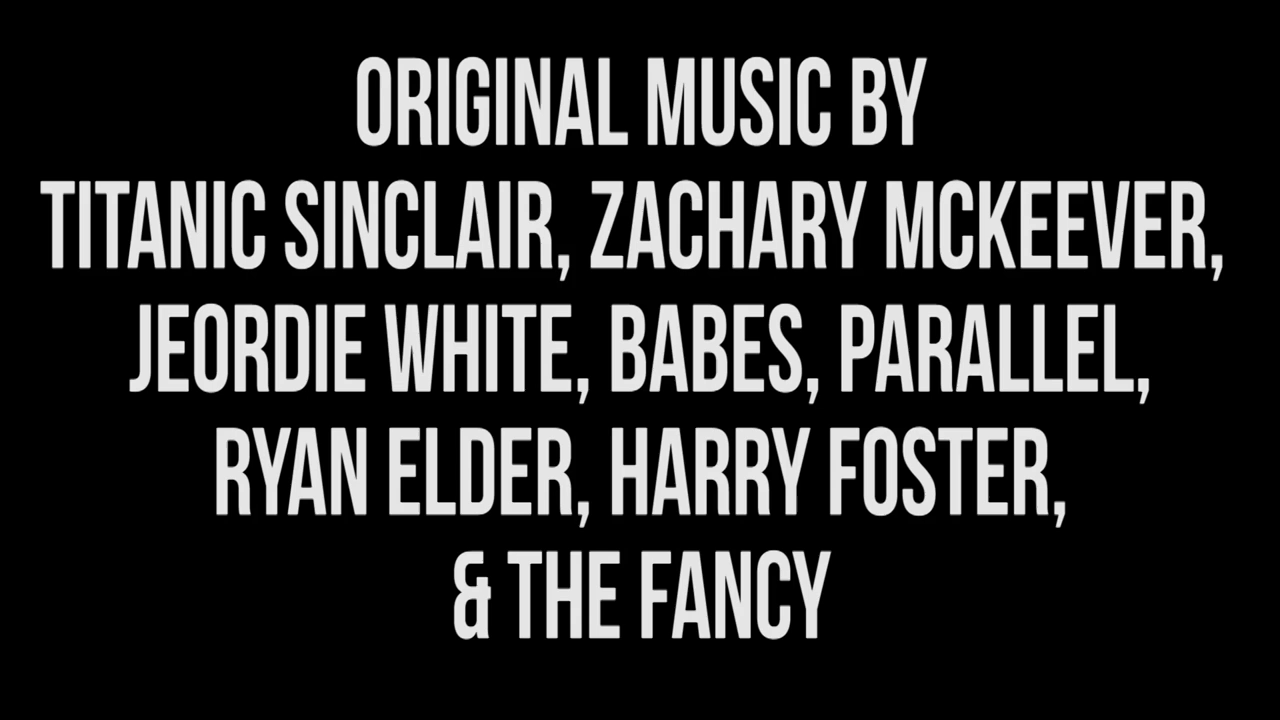 ORIGINAL MUSIC BY
TITANIC SINCLAIR, ZACHARY MCKEEVER,
JEORDIE WHITE, BABES, PARALLEL,
RYAN ELDER, HARRY FOSTER,
& THE FANCY